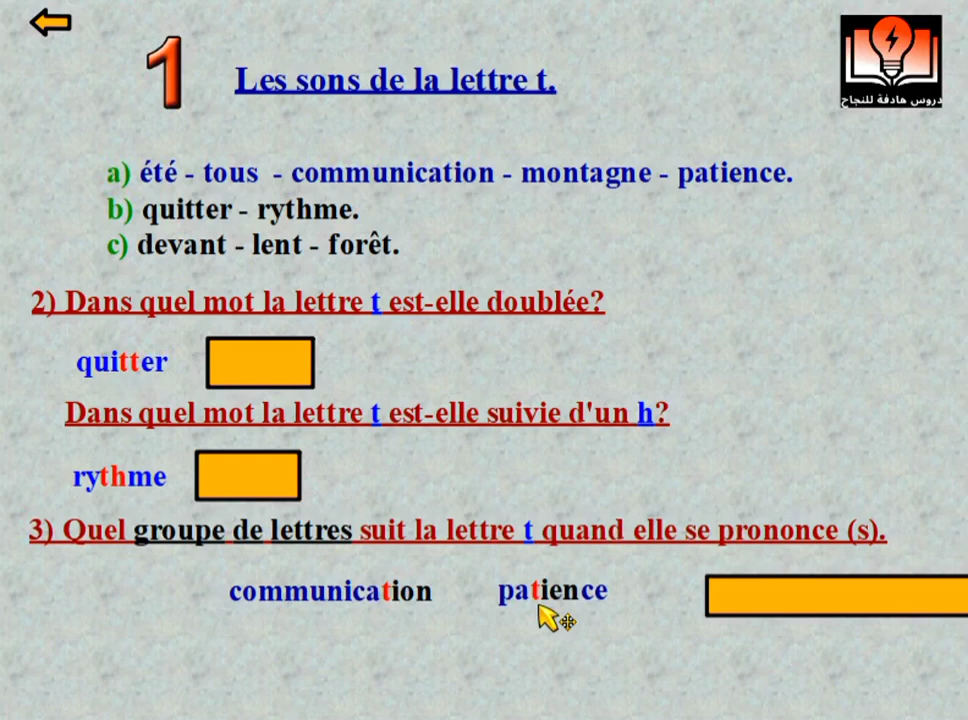 1 Les sons de la lettre t.
دروس هادفة للنجاح
a) été - tous - communication - montagne - patience.
b) quitter - rythme.
c) devant - lent - forêt.
2) Dans quel mot la lettre t est-elle doublée?
quitter
Dans quel mot la lettre t est-elle suivie d'un h?
rythme
3) Quel groupe de lettres suit la lettre t quand elle se prononce (s).
communication patience